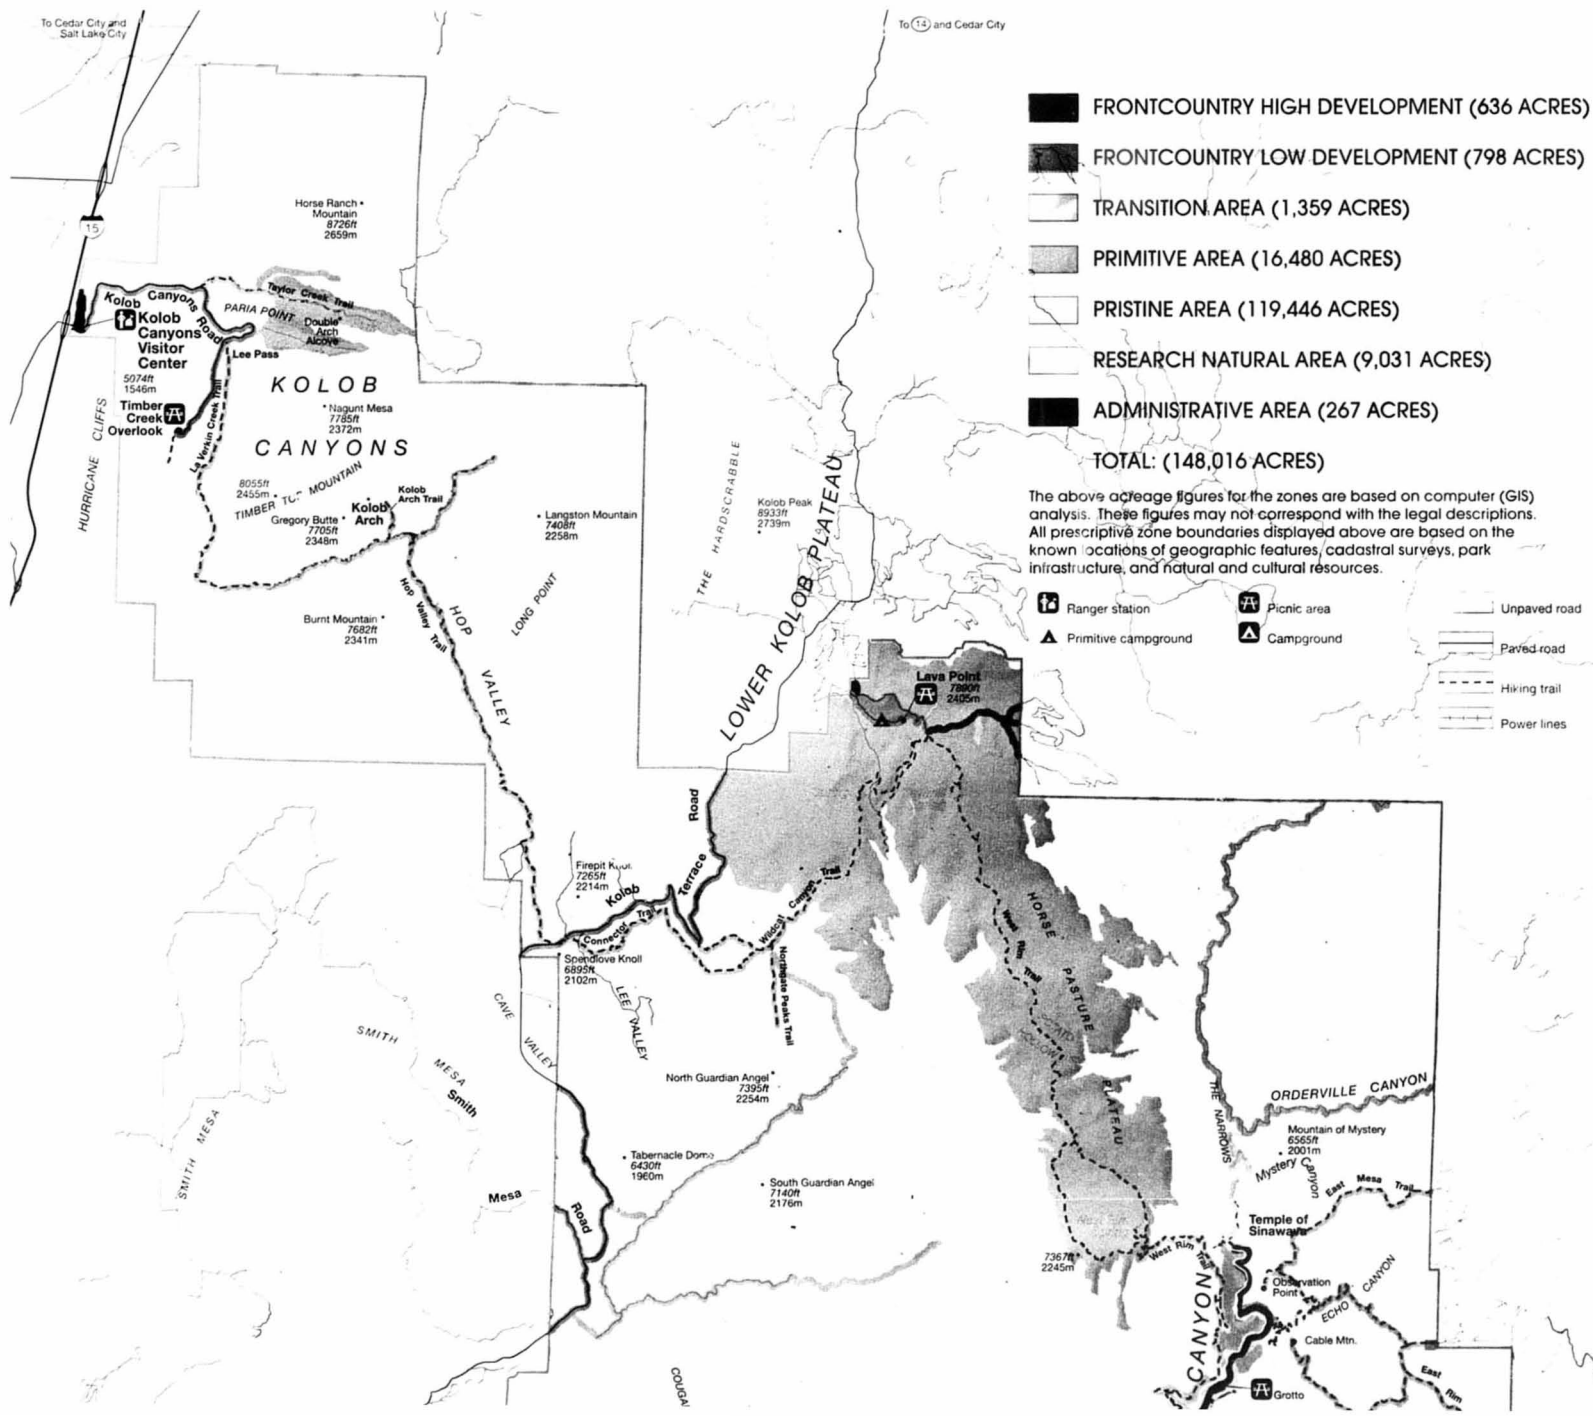 To Cedar City and
Salt Lake City
To 14 and Cedar City
15
FRONTCOUNTRY HIGH DEVELOPMENT (636 ACRES)
FRONTCOUNTRY LOW DEVELOPMENT (798 ACRES)
TRANSITION AREA (1,359 ACRES)
PRIMITIVE AREA (16,480 ACRES)
PRISTINE AREA (119,446 ACRES)
RESEARCH NATURAL AREA (9,031 ACRES)
ADMINISTRATIVE AREA (267 ACRES)
TOTAL: (148,016 ACRES)
The above acreage figures for the zones are based on computer (GIS)
analysis. These figures may not correspond with the legal descriptions.
All prescriptive zone boundaries displayed above are based on the
known locations of geographic features, cadastral surveys, park
infrastructure, and natural and cultural resources.
Ranger station
Primitive campground
Picnic area
Campground
Unpaved road
Paved road
Hiking trail
Power lines
Horse Ranch
Mountain
8726ft
2659m
Kolob Canyons Road
Taylor Creek Trail
PARIA POINT
Double
Arch
Alcove
Kolob
Canyons
Visitor
Center
5074ft
1546m
Lee Pass
Timber
Creek
Overlook
HURRICANE CLIFFS
La Verkin Creek Trail
KOLOB
CANYONS
Nagunt Mesa
7785ft
2372m
8055ft
2455m
TIMBER TOP MOUNTAIN
Gregory Butte
7705ft
2348m
Kolob
Arch
Kolob
Arch Trail
Langston Mountain
7408ft
2258m
Burnt Mountain
7682ft
2341m
Hop Valley Trail
HOP VALLEY
LONG POINT
THE HARDSCRABBLE
Kolob Peak
8933ft
2739m
LOWER KOLOB PLATEAU
Lava Point
7890ft
2405m
Kolob Terrace Road
Firepit Knoll
7265ft
2214m
Connector Trail
Wildcat Canyon Trail
Northgate Peaks Trail
Spendlove Knoll
6895ft
2102m
LEE VALLEY
CAVE VALLEY
SMITH MESA
SMITH MESA
Smith Mesa Road
North Guardian Angel
7395ft
2254m
Tabernacle Dome
6430ft
1960m
South Guardian Angel
7140ft
2176m
HORSE PASTURE PLATEAU
West Rim Trail
HOLLOW
7367ft
2245m
West Rim Trail
THE NARROWS
ORDERVILLE CANYON
Mountain of Mystery
6565ft
2001m
Mystery Canyon
East Mesa Trail
Temple of
Sinawava
Observation
Point
ECHO CANYON
Cable Mtn.
CANYON
East Rim
Grotto
COUGA